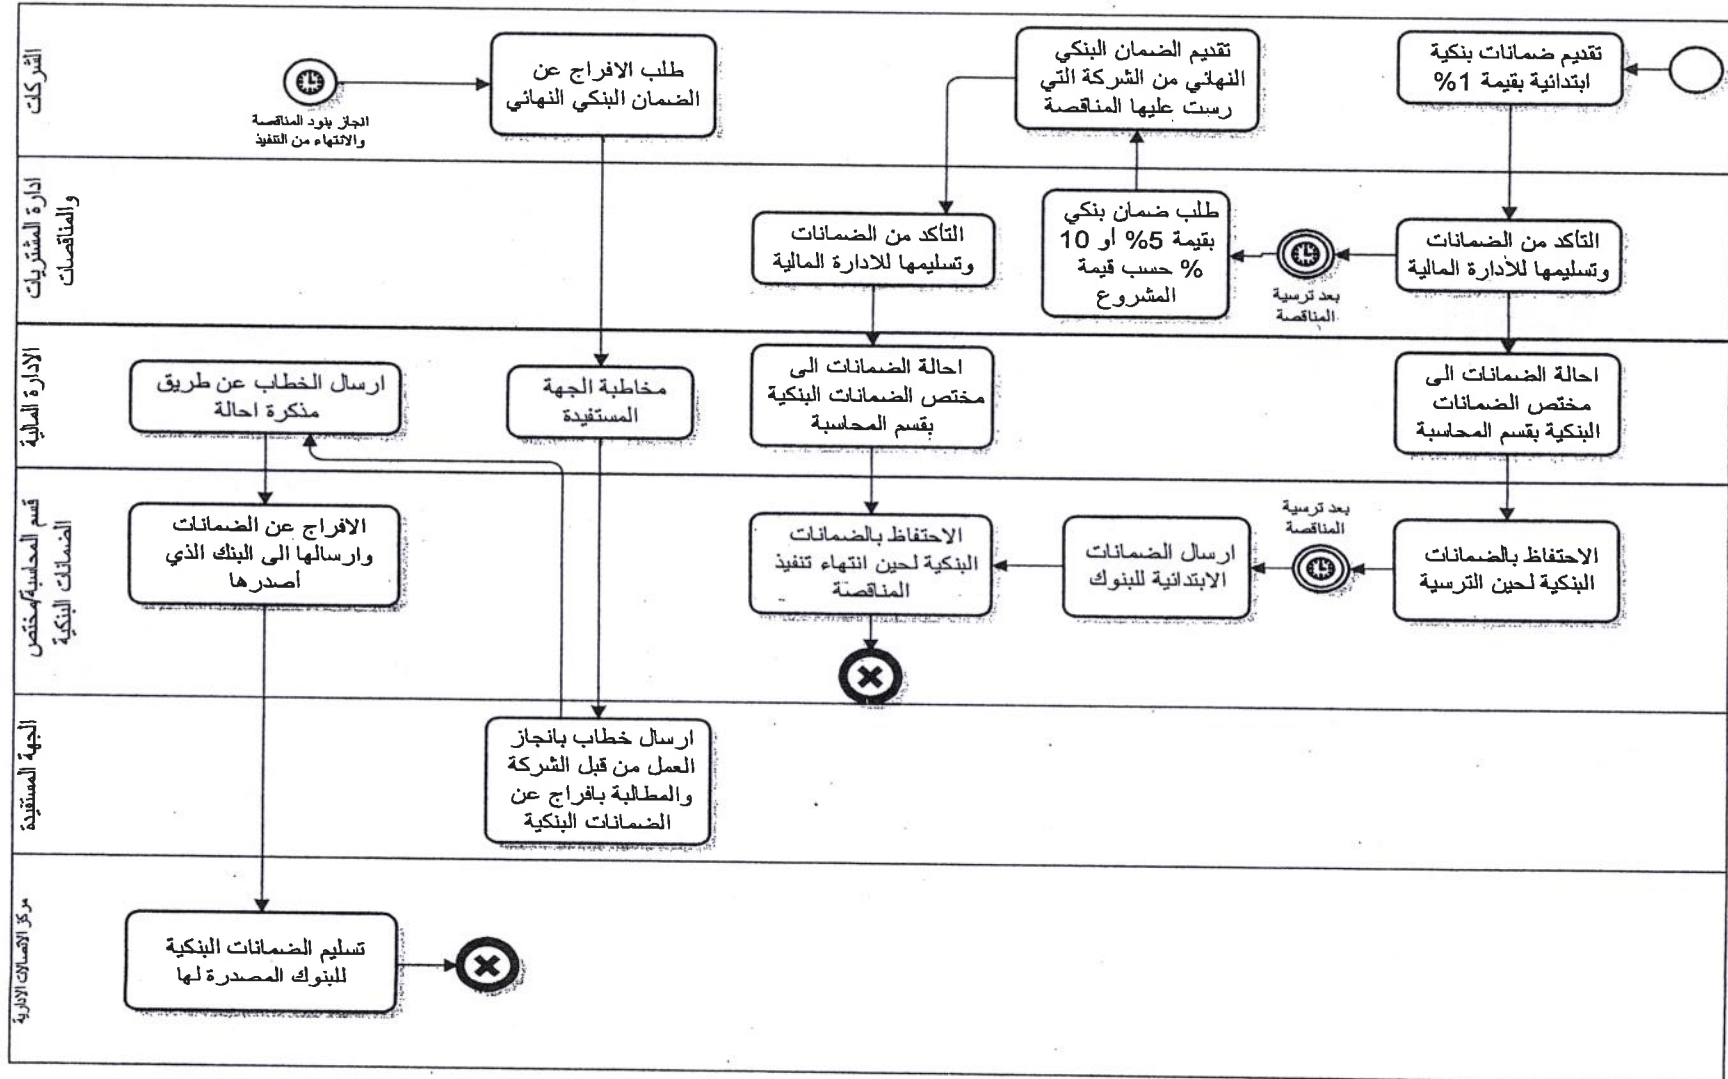 الشركات
تقديم ضمانات بنكية
ابتدائية بقيمة 1%
تقديم الضمان البنكي
النهائي من الشركة التي
رست عليها المناقصة
طلب الافراج عن
الضمان البنكي النهائي
انجاز بنود المناقصة
والانتهاء من التنفيذ
ادارة المشتريات
والمناقصات
التأكد من الضمانات
وتسليمها للأدارة المالية
بعد ترسية
المناقصة
طلب ضمان بنكي
بقيمة 5% أو 10
% حسب قيمة
المشروع
التأكد من الضمانات
وتسليمها للادارة المالية
الادارة المالية
احالة الضمانات الى
مختص الضمانات
البنكية بقسم المحاسبة
احالة الضمانات الى
مختص الضمانات البنكية
بقسم المحاسبة
مخاطبة الجهة
المستفيدة
ارسال الخطاب عن طريق
مذكرة احالة
قسم المحاسبة/مختص
الضمانات البنكية
الاحتفاظ بالضمانات
البنكية لحين الترسية
بعد ترسية
المناقصة
ارسال الضمانات
الابتدائية للبنوك
الاحتفاظ بالضمانات
البنكية لحين انتهاء تنفيذ
المناقصة
الافراج عن الضمانات
وارسالها الى البنك الذي
أصدرها
الجهة المستفيدة
ارسال خطاب بانجاز
العمل من قبل الشركة
والمطالبة بافراج عن
الضمانات البنكية
مركز الاتصالات الادارية
تسليم الضمانات البنكية
للبنوك المصدرة لها